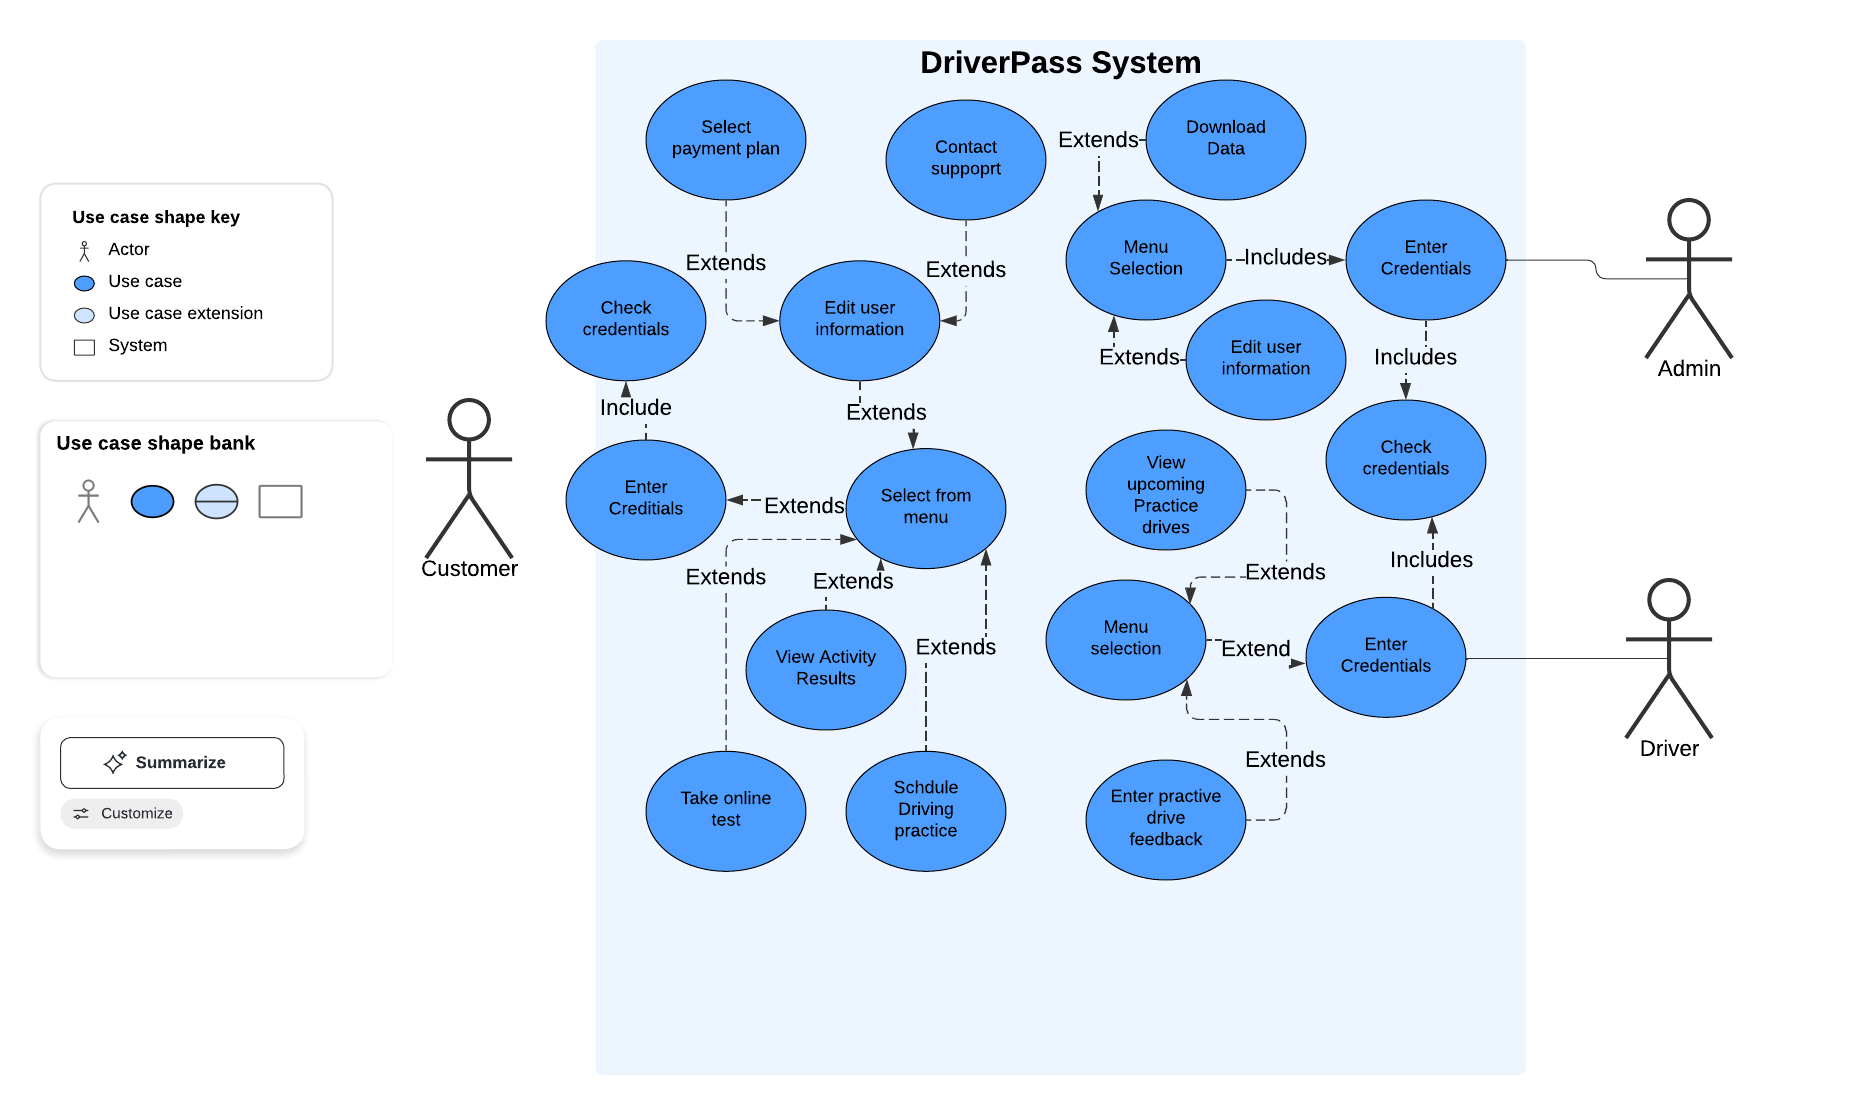 DriverPass System
Use case shape key
Actor
Use case
Use case extension
System
Use case shape bank
Summarize
Customize
Customer
Select
payment plan
Contact
suppoprt
Extends
Extends
Check
credentials
Edit user
information
Include
Extends
Enter
Creditials
Extends
Select from
menu
Extends
Extends
Extends
View Activity
Results
Take online
test
Schdule
Driving
practice
Extends
Download
Data
Menu
Selection
Includes
Enter
Credentials
Extends
Edit user
information
Includes
Admin
Check
credentials
View
upcoming
Practice
drives
Includes
Extends
Menu
selection
Extend
Enter
Credentials
Driver
Extends
Enter practive
drive
feedback